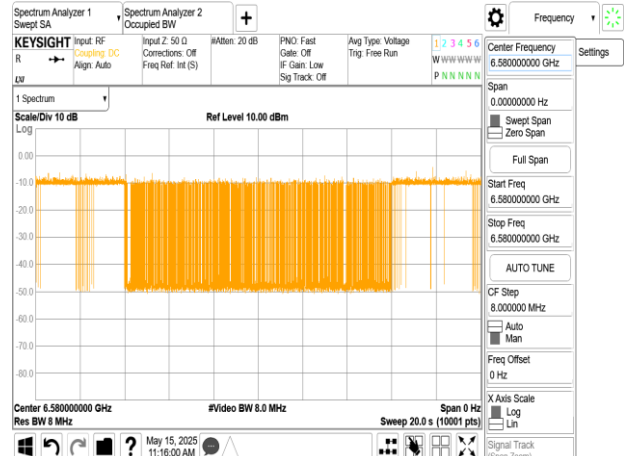 Spectrum Analyzer 1
Swept SA
Spectrum Analyzer 2
Occupied BW
Frequency
KEYSIGHT
R
Input: RF
Coupling: DC
Align: Auto
Input Z: 50 Ω
Corrections: Off
Freq Ref: Int (S)
#Atten: 20 dB
PNO: Fast
Gate: Off
IF Gain: Low
Sig Track: Off
Avg Type: Voltage
Trig: Free Run
1 2 3 4 5 6
W W W W W W
P N N N N N
Center Frequency
6.580000000 GHz
Settings
Span
0.00000000 Hz
Swept Span
Zero Span
Full Span
Start Freq
6.580000000 GHz
Stop Freq
6.580000000 GHz
AUTO TUNE
CF Step
8.000000 MHz
Auto
Man
Freq Offset
0 Hz
X Axis Scale
Log
Lin
Signal Track
(Span Zoom)
1 Spectrum
Scale/Div 10 dB
Ref Level 10.00 dBm
Log
0.00
-10.0
-20.0
-30.0
-40.0
-50.0
-60.0
-70.0
-80.0
Center 6.580000000 GHz
#Video BW 8.0 MHz
Span 0 Hz
Res BW 8 MHz
Sweep 20.0 s (10001 pts)
?
May 15, 2025
11:16:00 AM